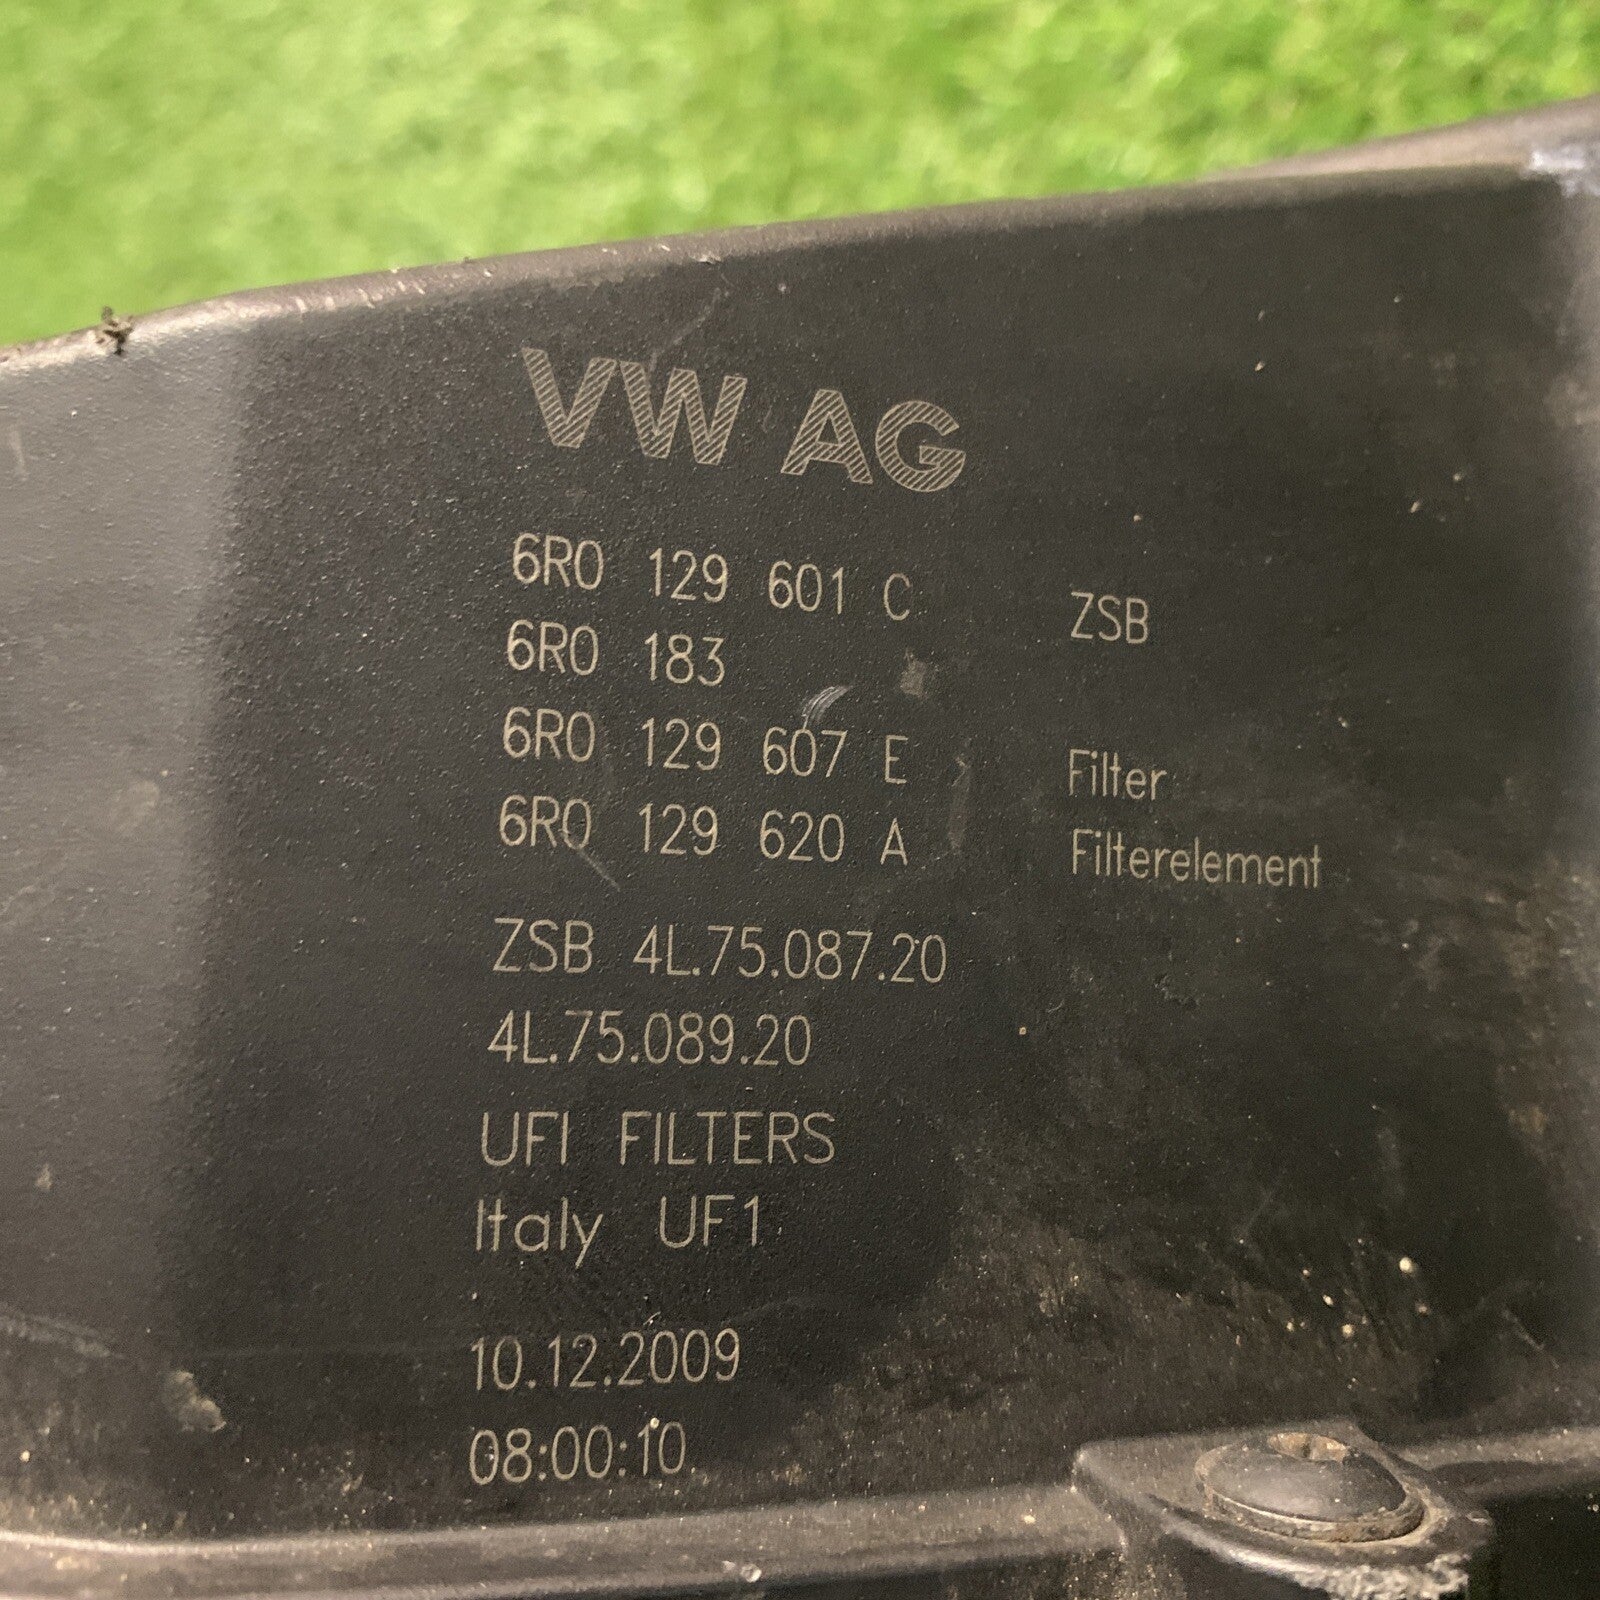 VW AG
6R0 129 601 C ZSB
6R0 183
6R0 129 607 E Filter
6R0 129 620 A Filterelement
ZSB 4L.75.087.20
4L.75.089.20
UFI FILTERS
Italy UF1
10.12.2009
08:00:10